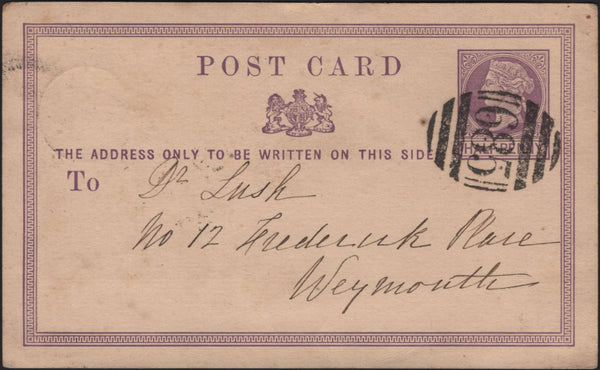 POST CARD
THE ADDRESS ONLY TO BE WRITTEN ON THIS SIDE
To
Dr Lush
No 12 Frederick Place
Weymouth